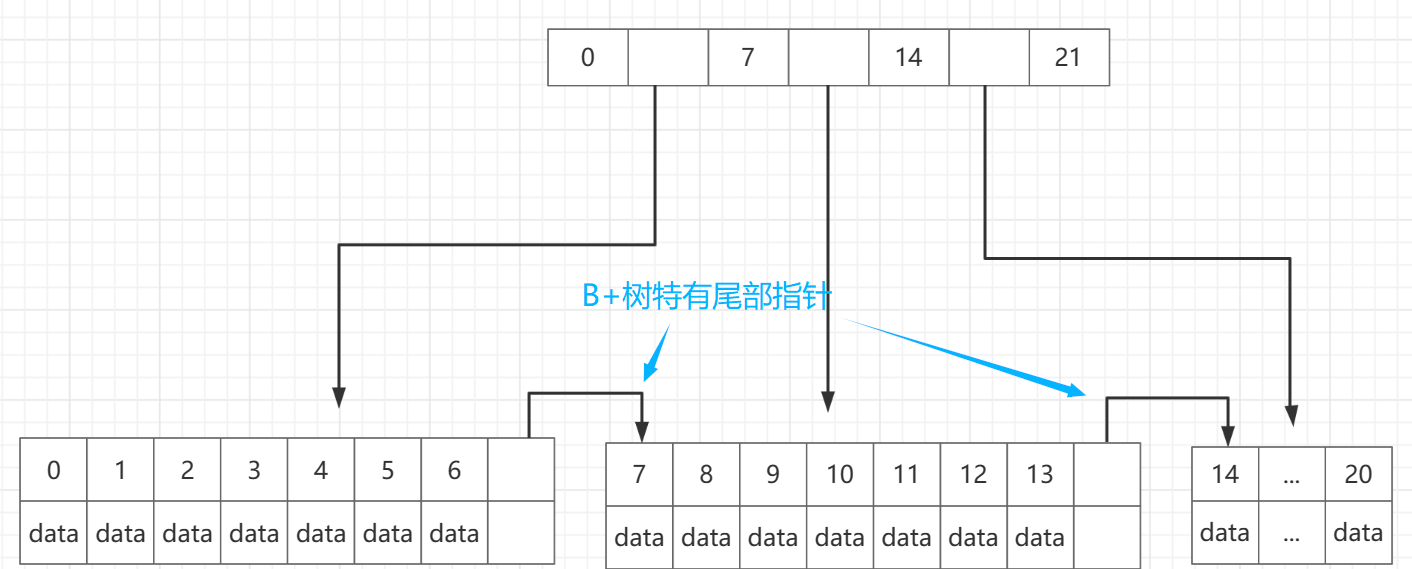 0 7 14 21
B+树特有尾部指针
0 1 2 3 4 5 6
data data data data data data data
7 8 9 10 11 12 13
data data data data data data data
14 ... 20
data ... data